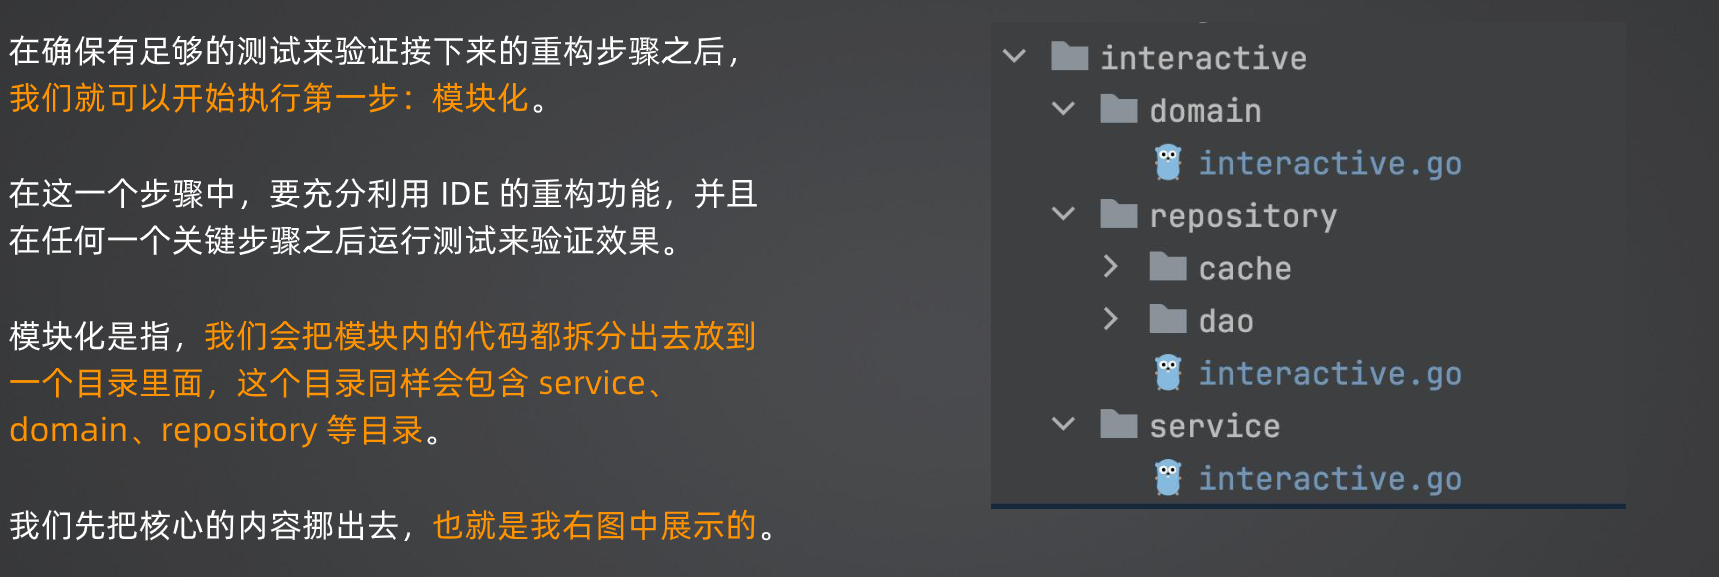 在确保有足够的测试来验证接下来的重构步骤之后，
我们就可以开始执行第一步：模块化。
在这一个步骤中，要充分利用 IDE 的重构功能，并且
在任何一个关键步骤之后运行测试来验证效果。
模块化是指，我们会把模块内的代码都拆分出去放到
一个目录里面，这个目录同样会包含 service、
domain、repository 等目录。
我们先把核心的内容挪出去，也就是我右图中展示的。
interactive
domain
interactive.go
repository
cache
dao
interactive.go
service
interactive.go